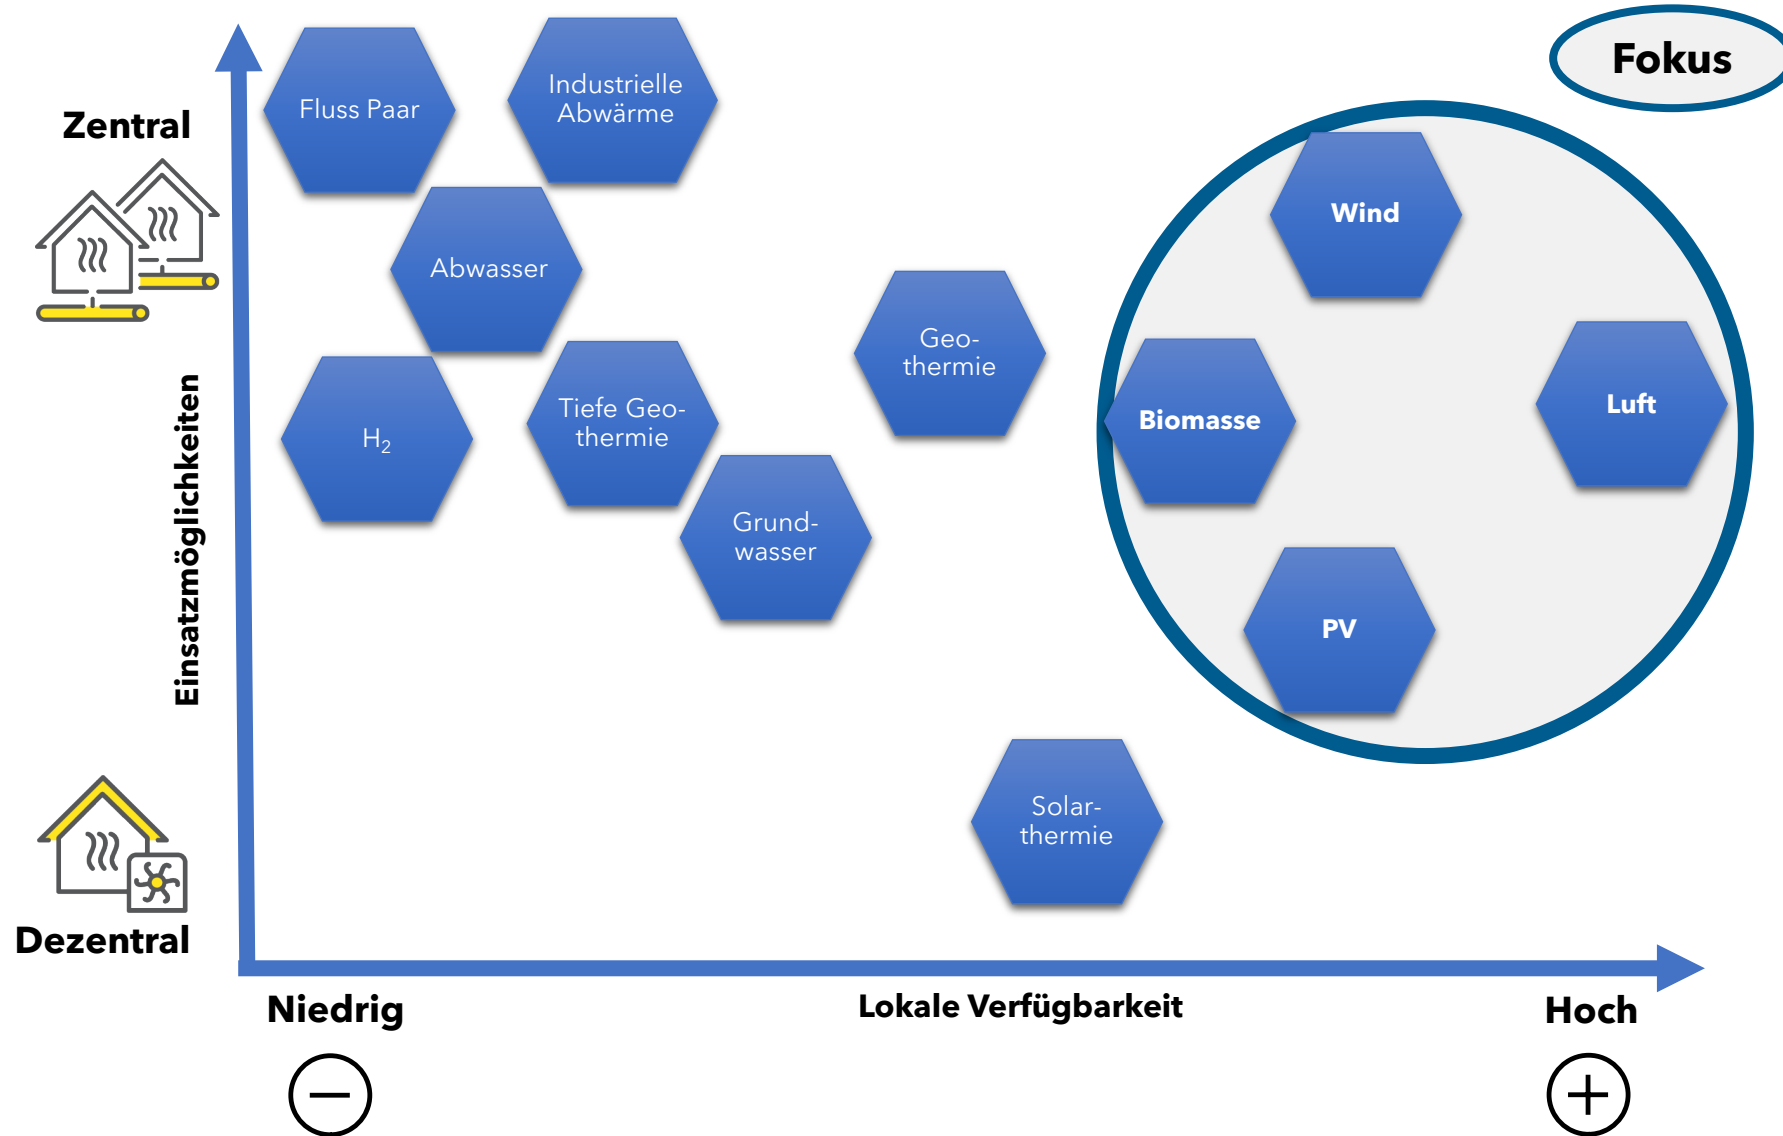 Fokus
Zentral
Fluss Paar
Industrielle
Abwärme
Wind
Abwasser
Geo-
thermie
Luft
Biomasse
Tiefe Geo-
thermie
H₂
Grund-
wasser
PV
Einsatzmöglichkeiten
Solar-
thermie
Dezentral
Niedrig
Lokale Verfügbarkeit
Hoch